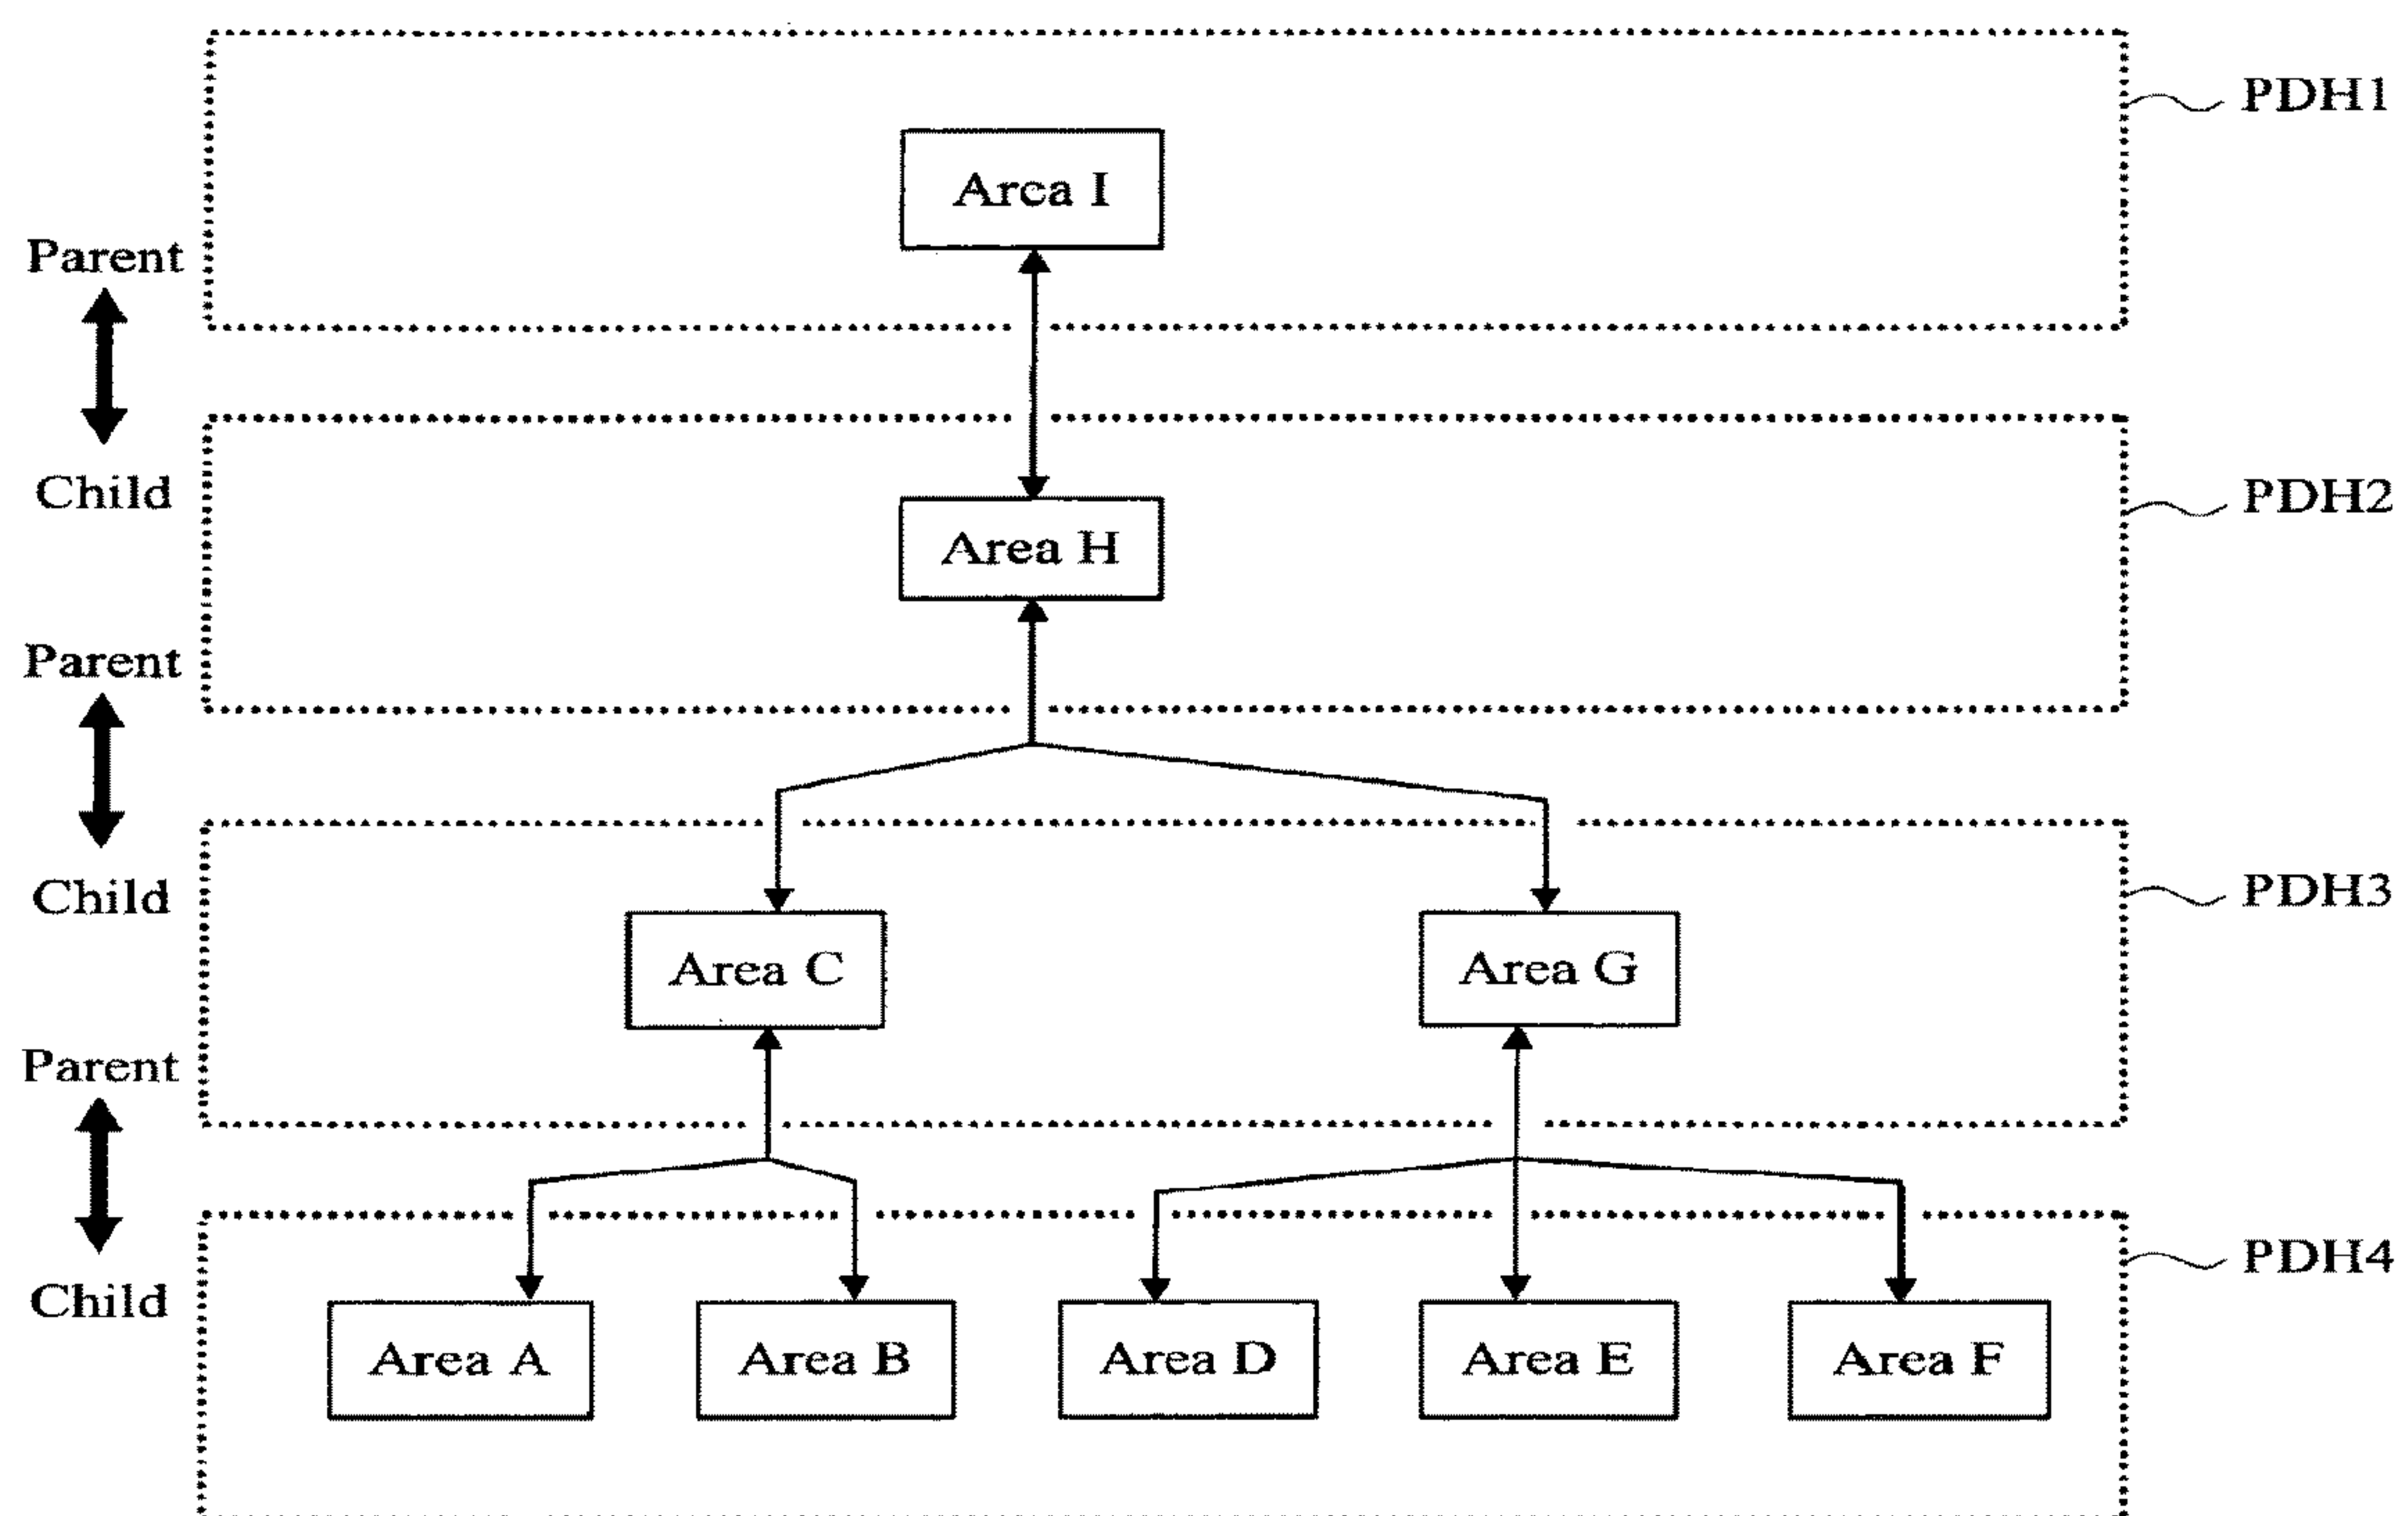 PDH1
Area I
Parent
Child
PDH2
Area H
Parent
Child
PDH3
Area C
Area G
Parent
Child
PDH4
Area A
Area B
Area D
Area E
Area F